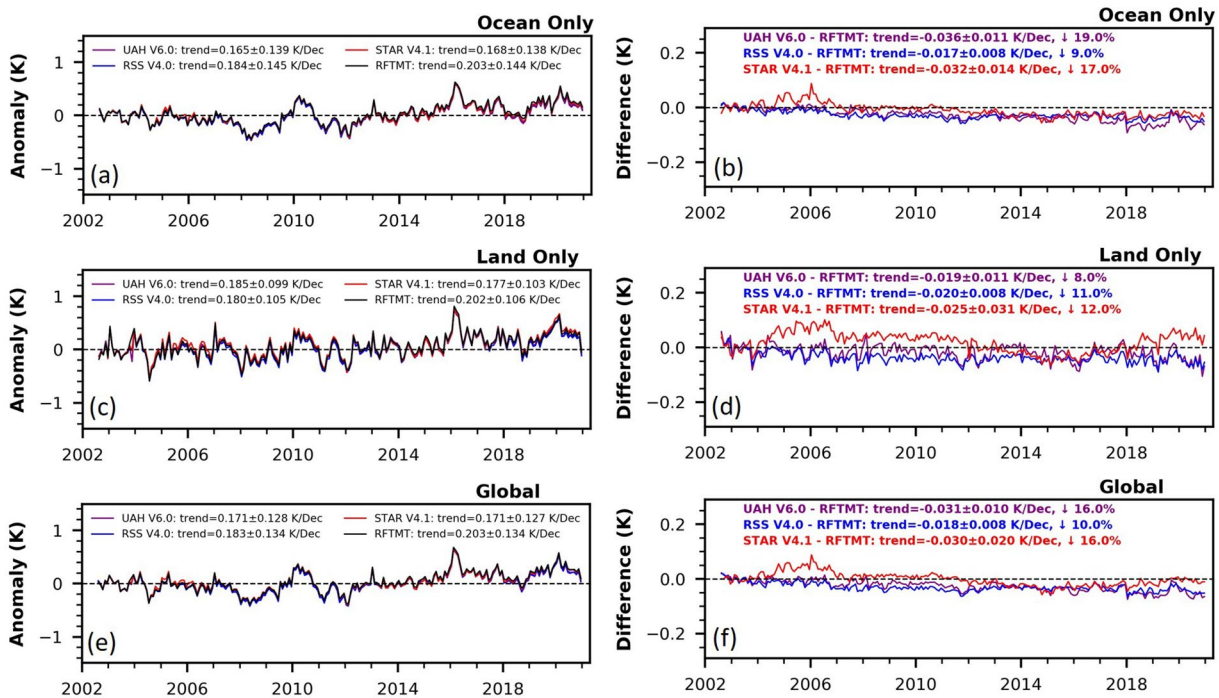 Ocean Only
UAH V6.0: trend=0.165±0.139 K/Dec
STAR V4.1: trend=0.168±0.138 K/Dec
RSS V4.0: trend=0.184±0.145 K/Dec
RFTMT: trend=0.203±0.144 K/Dec
Anomaly (K)
1
0
−1
(a)
2002 2006 2010 2014 2018
Ocean Only
UAH V6.0 - RFTMT: trend=-0.036±0.011 K/Dec, ↓ 19.0%
RSS V4.0 - RFTMT: trend=-0.017±0.008 K/Dec, ↓ 9.0%
STAR V4.1 - RFTMT: trend=-0.032±0.014 K/Dec, ↓ 17.0%
Difference (K)
0.2
0.0
−0.2
(b)
2002 2006 2010 2014 2018
Land Only
UAH V6.0: trend=0.185±0.099 K/Dec
STAR V4.1: trend=0.177±0.103 K/Dec
RSS V4.0: trend=0.180±0.105 K/Dec
RFTMT: trend=0.202±0.106 K/Dec
Anomaly (K)
1
0
−1
(c)
2002 2006 2010 2014 2018
Land Only
UAH V6.0 - RFTMT: trend=-0.019±0.011 K/Dec, ↓ 8.0%
RSS V4.0 - RFTMT: trend=-0.020±0.008 K/Dec, ↓ 11.0%
STAR V4.1 - RFTMT: trend=-0.025±0.031 K/Dec, ↓ 12.0%
Difference (K)
0.2
0.0
−0.2
(d)
2002 2006 2010 2014 2018
Global
UAH V6.0: trend=0.171±0.128 K/Dec
STAR V4.1: trend=0.171±0.127 K/Dec
RSS V4.0: trend=0.183±0.134 K/Dec
RFTMT: trend=0.203±0.134 K/Dec
Anomaly (K)
1
0
−1
(e)
2002 2006 2010 2014 2018
Global
UAH V6.0 - RFTMT: trend=-0.031±0.010 K/Dec, ↓ 16.0%
RSS V4.0 - RFTMT: trend=-0.018±0.008 K/Dec, ↓ 10.0%
STAR V4.1 - RFTMT: trend=-0.030±0.020 K/Dec, ↓ 16.0%
Difference (K)
0.2
0.0
−0.2
(f)
2002 2006 2010 2014 2018